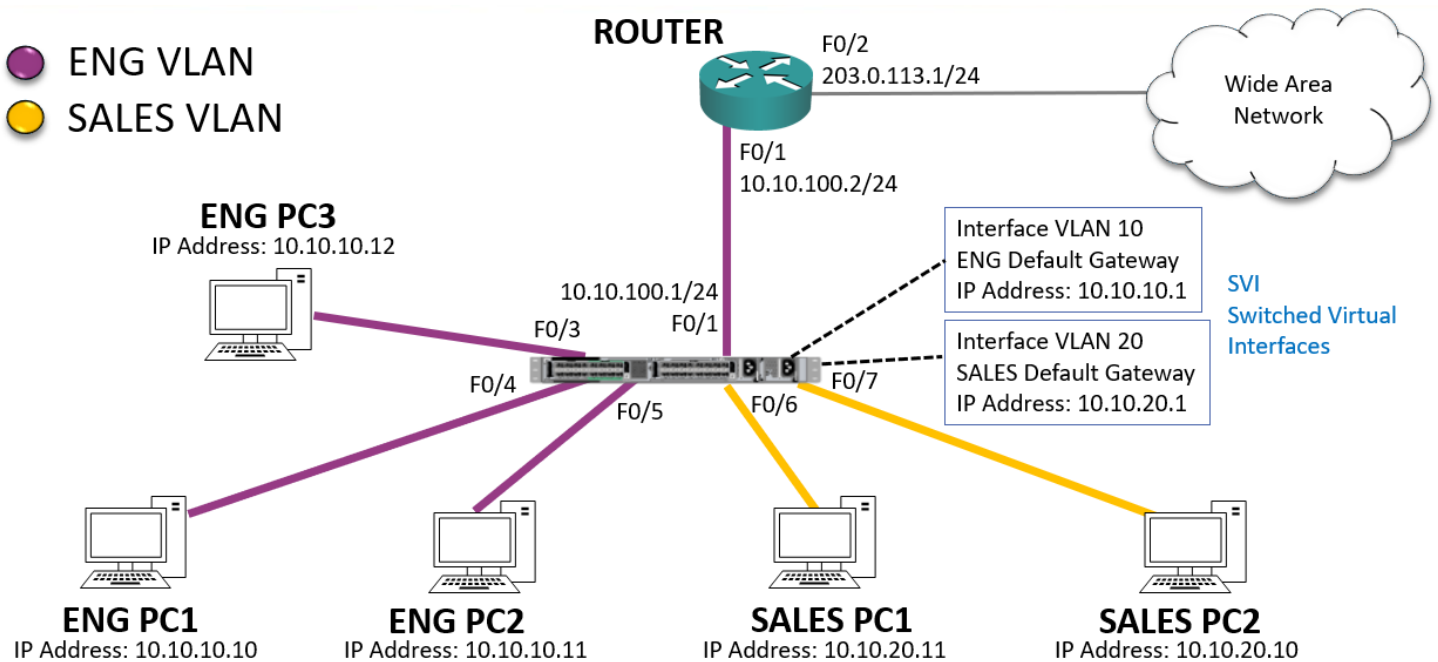 ENG VLAN
SALES VLAN
ROUTER
F0/2
203.0.113.1/24
Wide Area
Network
F0/1
10.10.100.2/24
ENG PC3
IP Address: 10.10.10.12
Interface VLAN 10
ENG Default Gateway
IP Address: 10.10.10.1
SVI
Switched Virtual
Interfaces
10.10.100.1/24
F0/3
F0/1
Interface VLAN 20
SALES Default Gateway
IP Address: 10.10.20.1
F0/4
F0/5
F0/6
F0/7
ENG PC1
IP Address: 10.10.10.10
ENG PC2
IP Address: 10.10.10.11
SALES PC1
IP Address: 10.10.20.11
SALES PC2
IP Address: 10.10.20.10